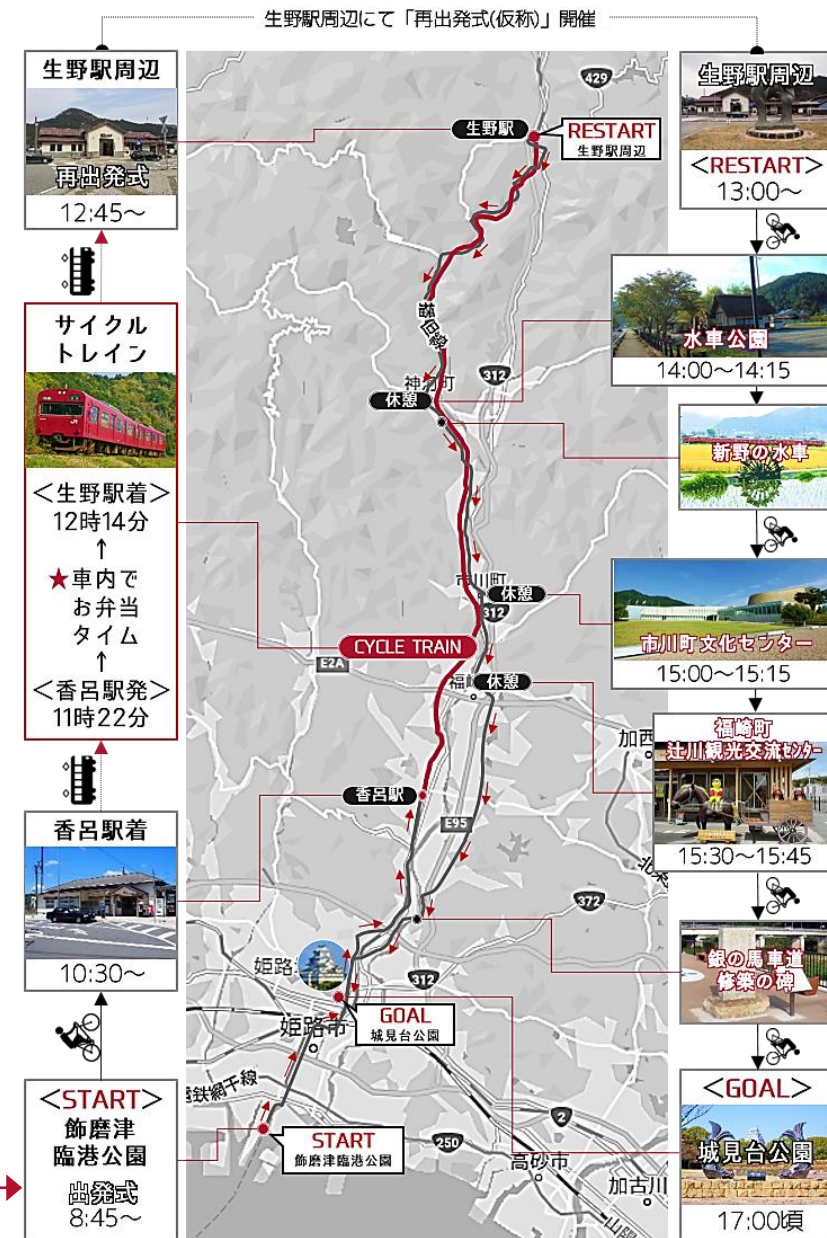 生野駅周辺にて「再出発式(仮称)」開催
生野駅周辺
再出発式
12:45～
サイクル
トレイン
＜生野駅着＞
12時14分
↑
★車内で
お弁当
タイム
↑
＜香呂駅発＞
11時22分
香呂駅着
10:30～
＜START＞
飾磨津
臨港公園
出発式
8:45～
429
生野駅
RESTART
生野駅周辺
播但線
神河町
312
休憩
市川町
休憩
312
CYCLE TRAIN
E2A
福崎
休憩
加西
香呂駅
E95
北条
372
姫路
312
GOAL
城見台公園
姫路市
電鉄網干線
START
飾磨津臨港公園
2
250
高砂市
加古川
山陽
生野駅周辺
＜RESTART＞
13:00～
水車公園
14:00～14:15
新野の水車
市川町文化センター
15:00～15:15
福崎町
辻川観光交流センター
15:30～15:45
銀の馬車道
修築の碑
＜GOAL＞
城見台公園
17:00頃